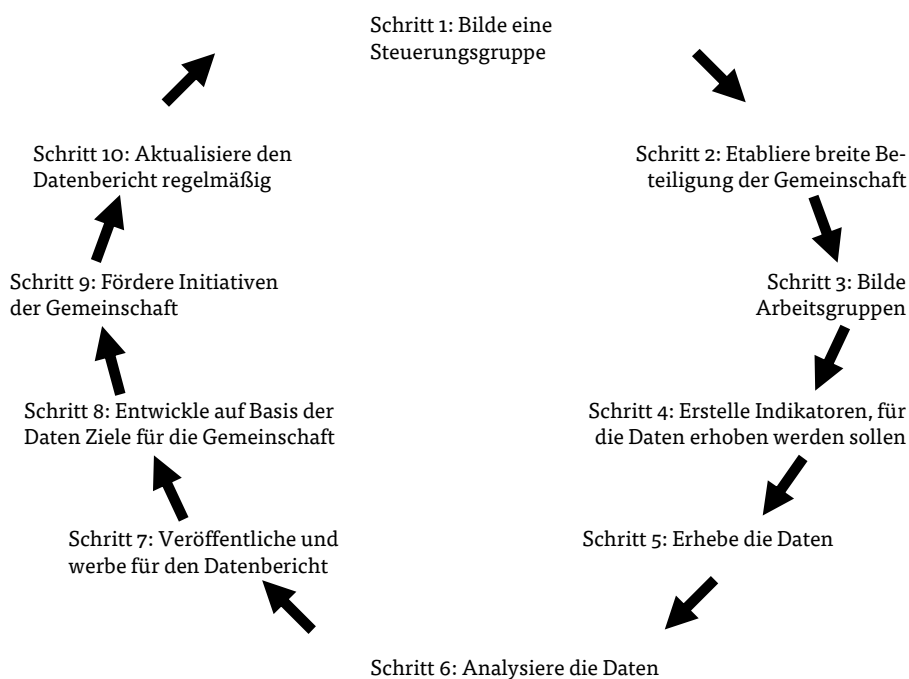 Schritt 1: Bilde eine
Steuerungsgruppe
Schritt 2: Etabliere breite Be-
teiligung der Gemeinschaft
Schritt 3: Bilde
Arbeitsgruppen
Schritt 4: Erstelle Indikatoren, für
die Daten erhoben werden sollen
Schritt 5: Erhebe die Daten
Schritt 6: Analysiere die Daten
Schritt 7: Veröffentliche und
werbe für den Datenbericht
Schritt 8: Entwickle auf Basis der
Daten Ziele für die Gemeinschaft
Schritt 9: Fördere Initiativen
der Gemeinschaft
Schritt 10: Aktualisiere den
Datenbericht regelmäßig